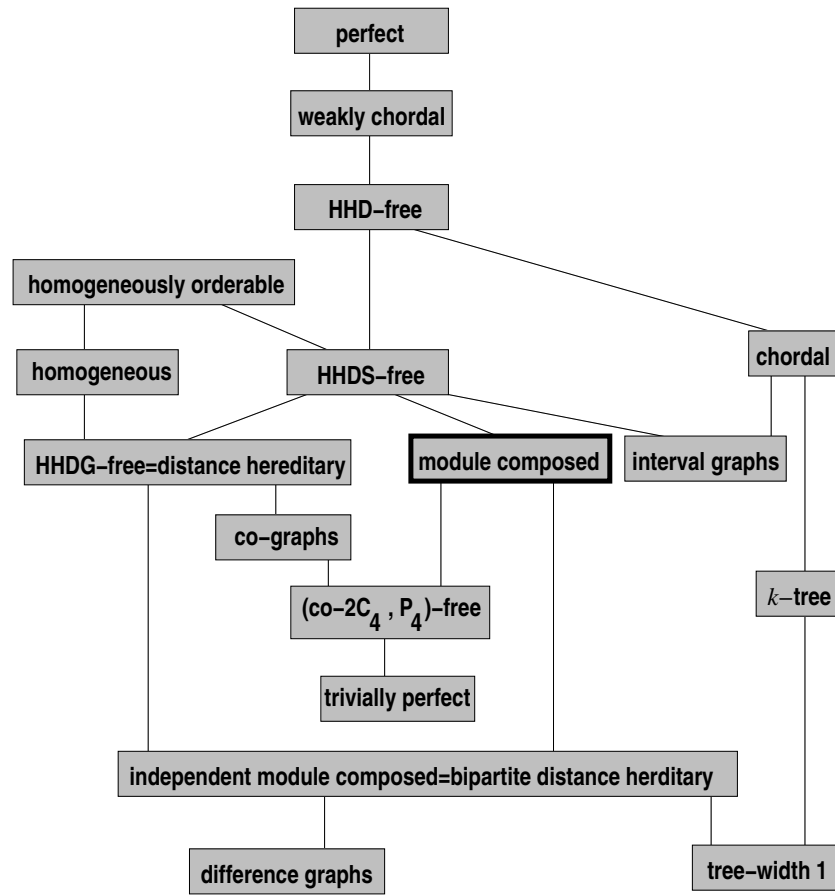 perfect
weakly chordal
HHD–free
homogeneously orderable
chordal
homogeneous
HHDS–free
HHDG–free=distance hereditary
module composed
interval graphs
co–graphs
k–tree
(co–2C4 , P4)–free
trivially perfect
independent module composed=bipartite distance herditary
difference graphs
tree–width 1